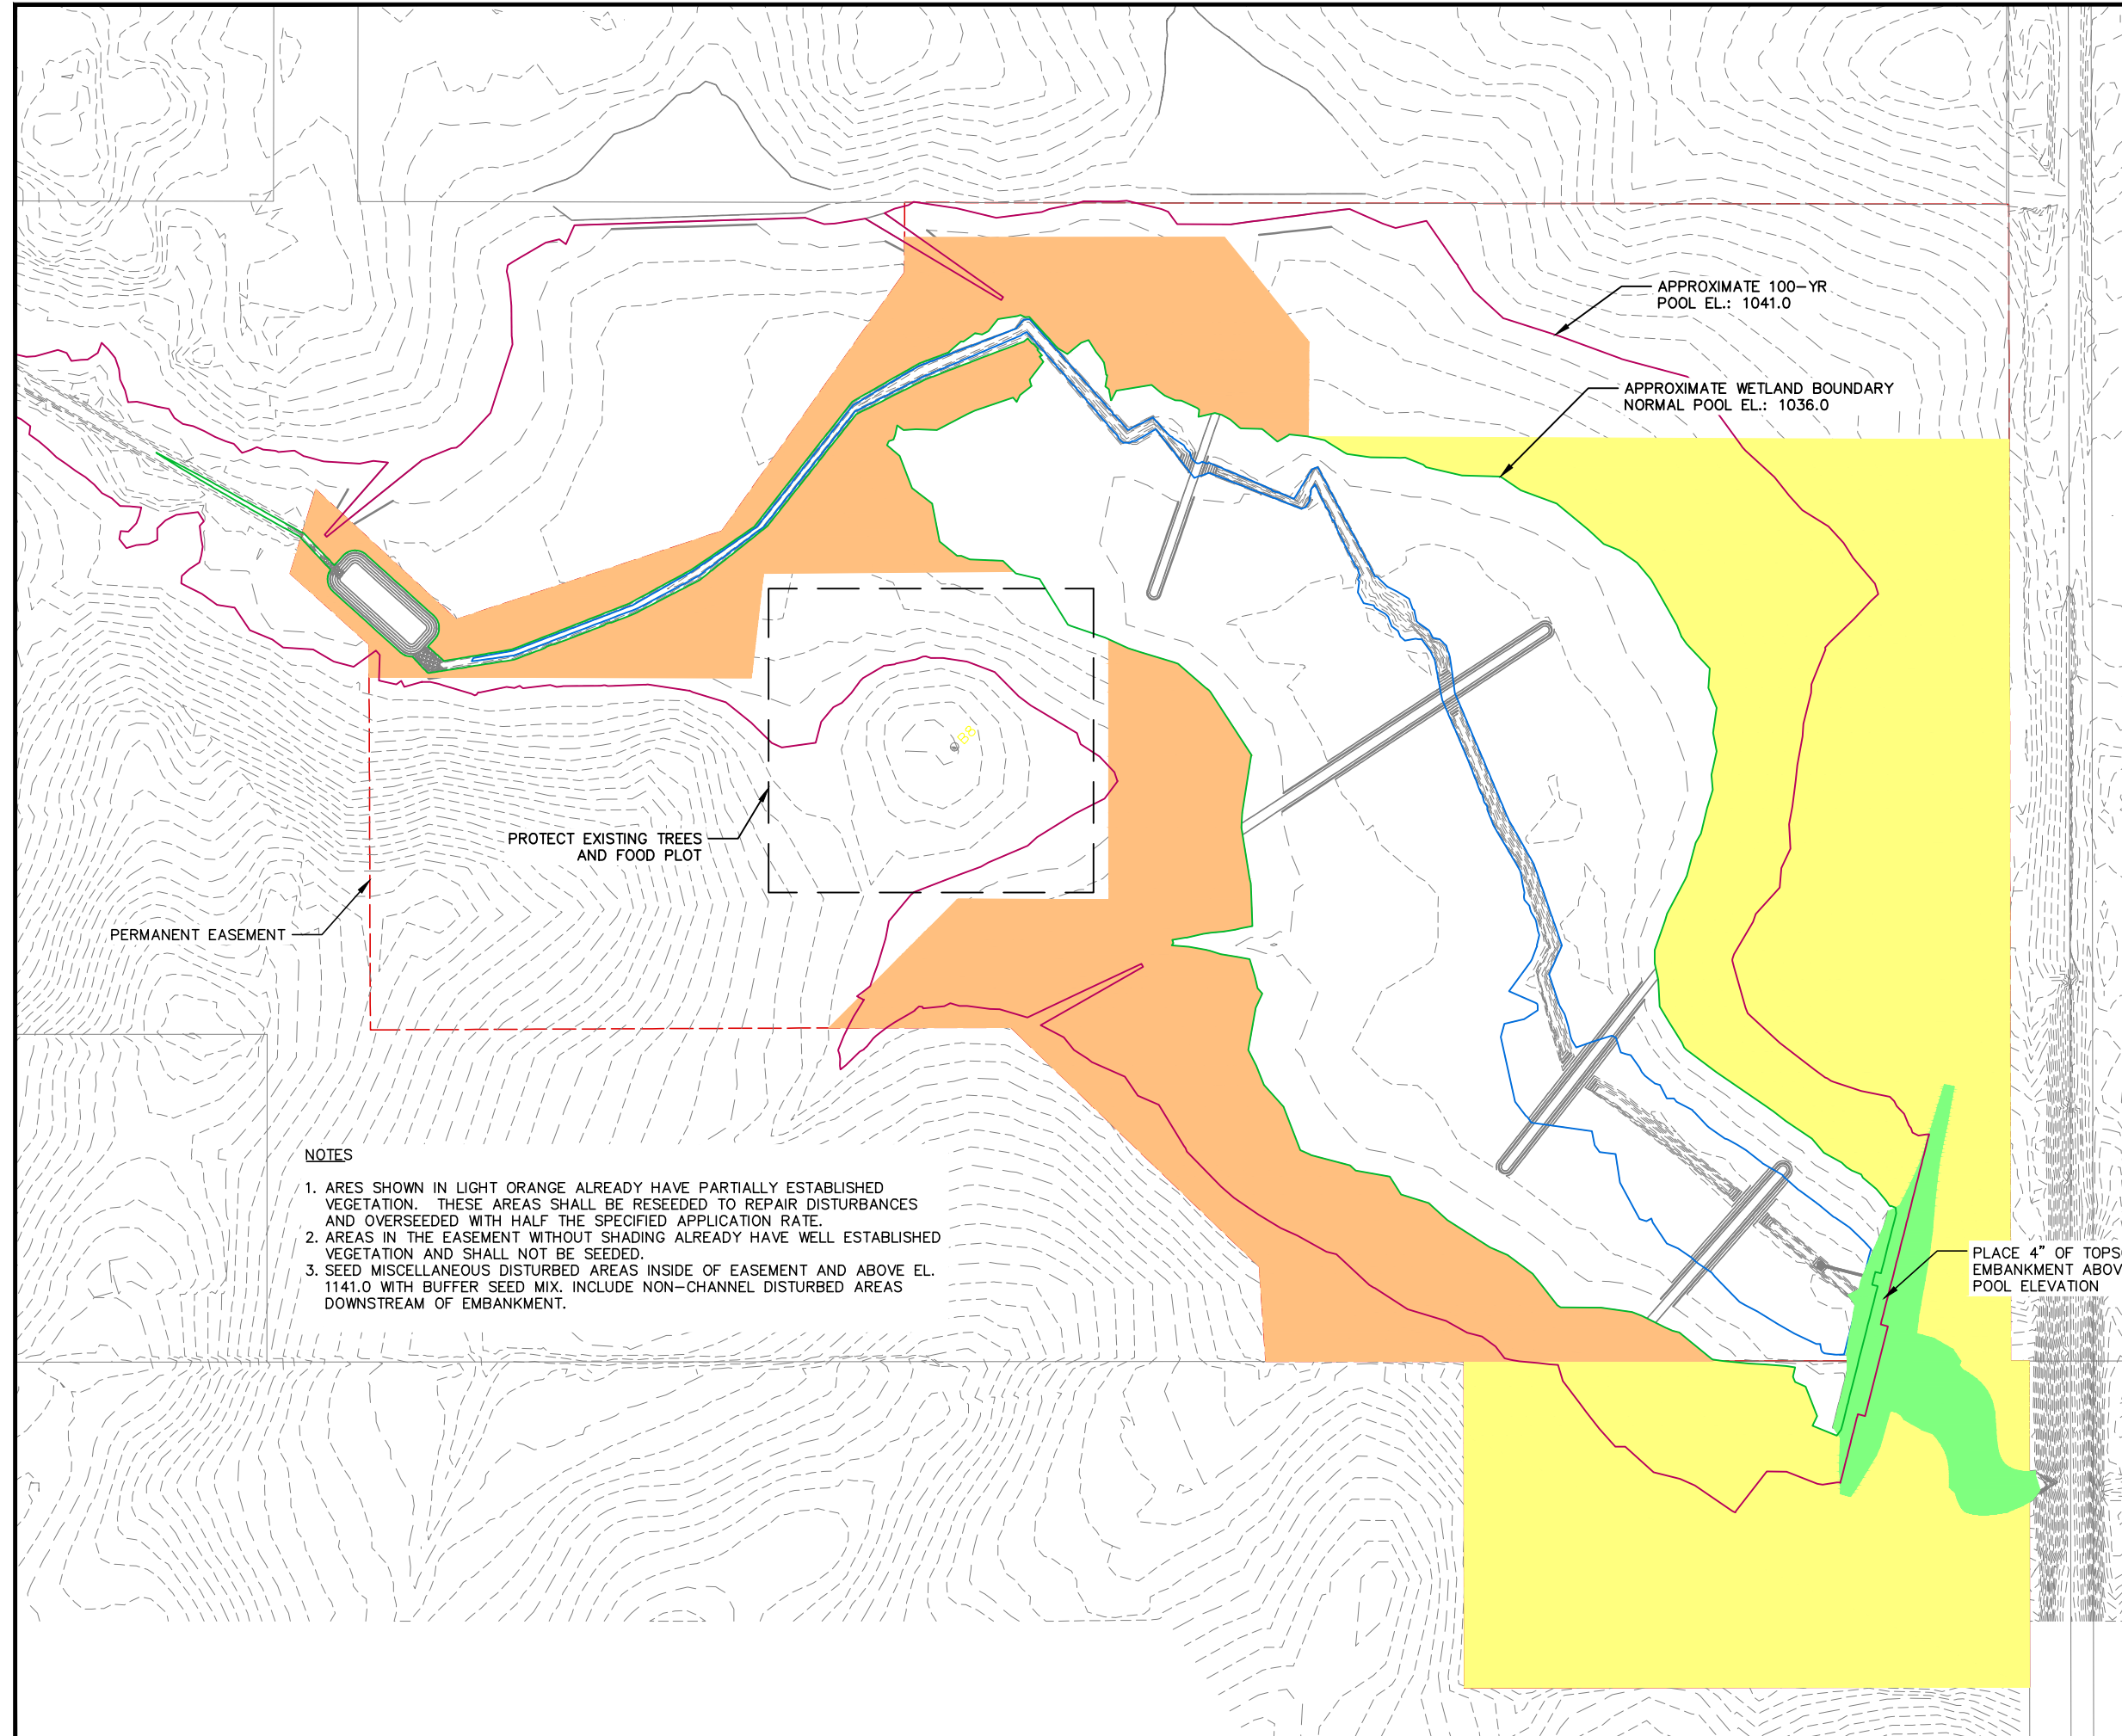 APPROXIMATE 100-YR
POOL EL.: 1041.0
APPROXIMATE WETLAND BOUNDARY
NORMAL POOL EL.: 1036.0
B8
PROTECT EXISTING TREES
AND FOOD PLOT
PERMANENT EASEMENT
NOTES
1. ARES SHOWN IN LIGHT ORANGE ALREADY HAVE PARTIALLY ESTABLISHED
VEGETATION. THESE AREAS SHALL BE RESEEDED TO REPAIR DISTURBANCES
AND OVERSEEDED WITH HALF THE SPECIFIED APPLICATION RATE.
2. AREAS IN THE EASEMENT WITHOUT SHADING ALREADY HAVE WELL ESTABLISHED
VEGETATION AND SHALL NOT BE SEEDED.
3. SEED MISCELLANEOUS DISTURBED AREAS INSIDE OF EASEMENT AND ABOVE EL.
1141.0 WITH BUFFER SEED MIX. INCLUDE NON-CHANNEL DISTURBED AREAS
DOWNSTREAM OF EMBANKMENT.
PLACE 4" OF
EMBANKMENT
POOL ELEVATION